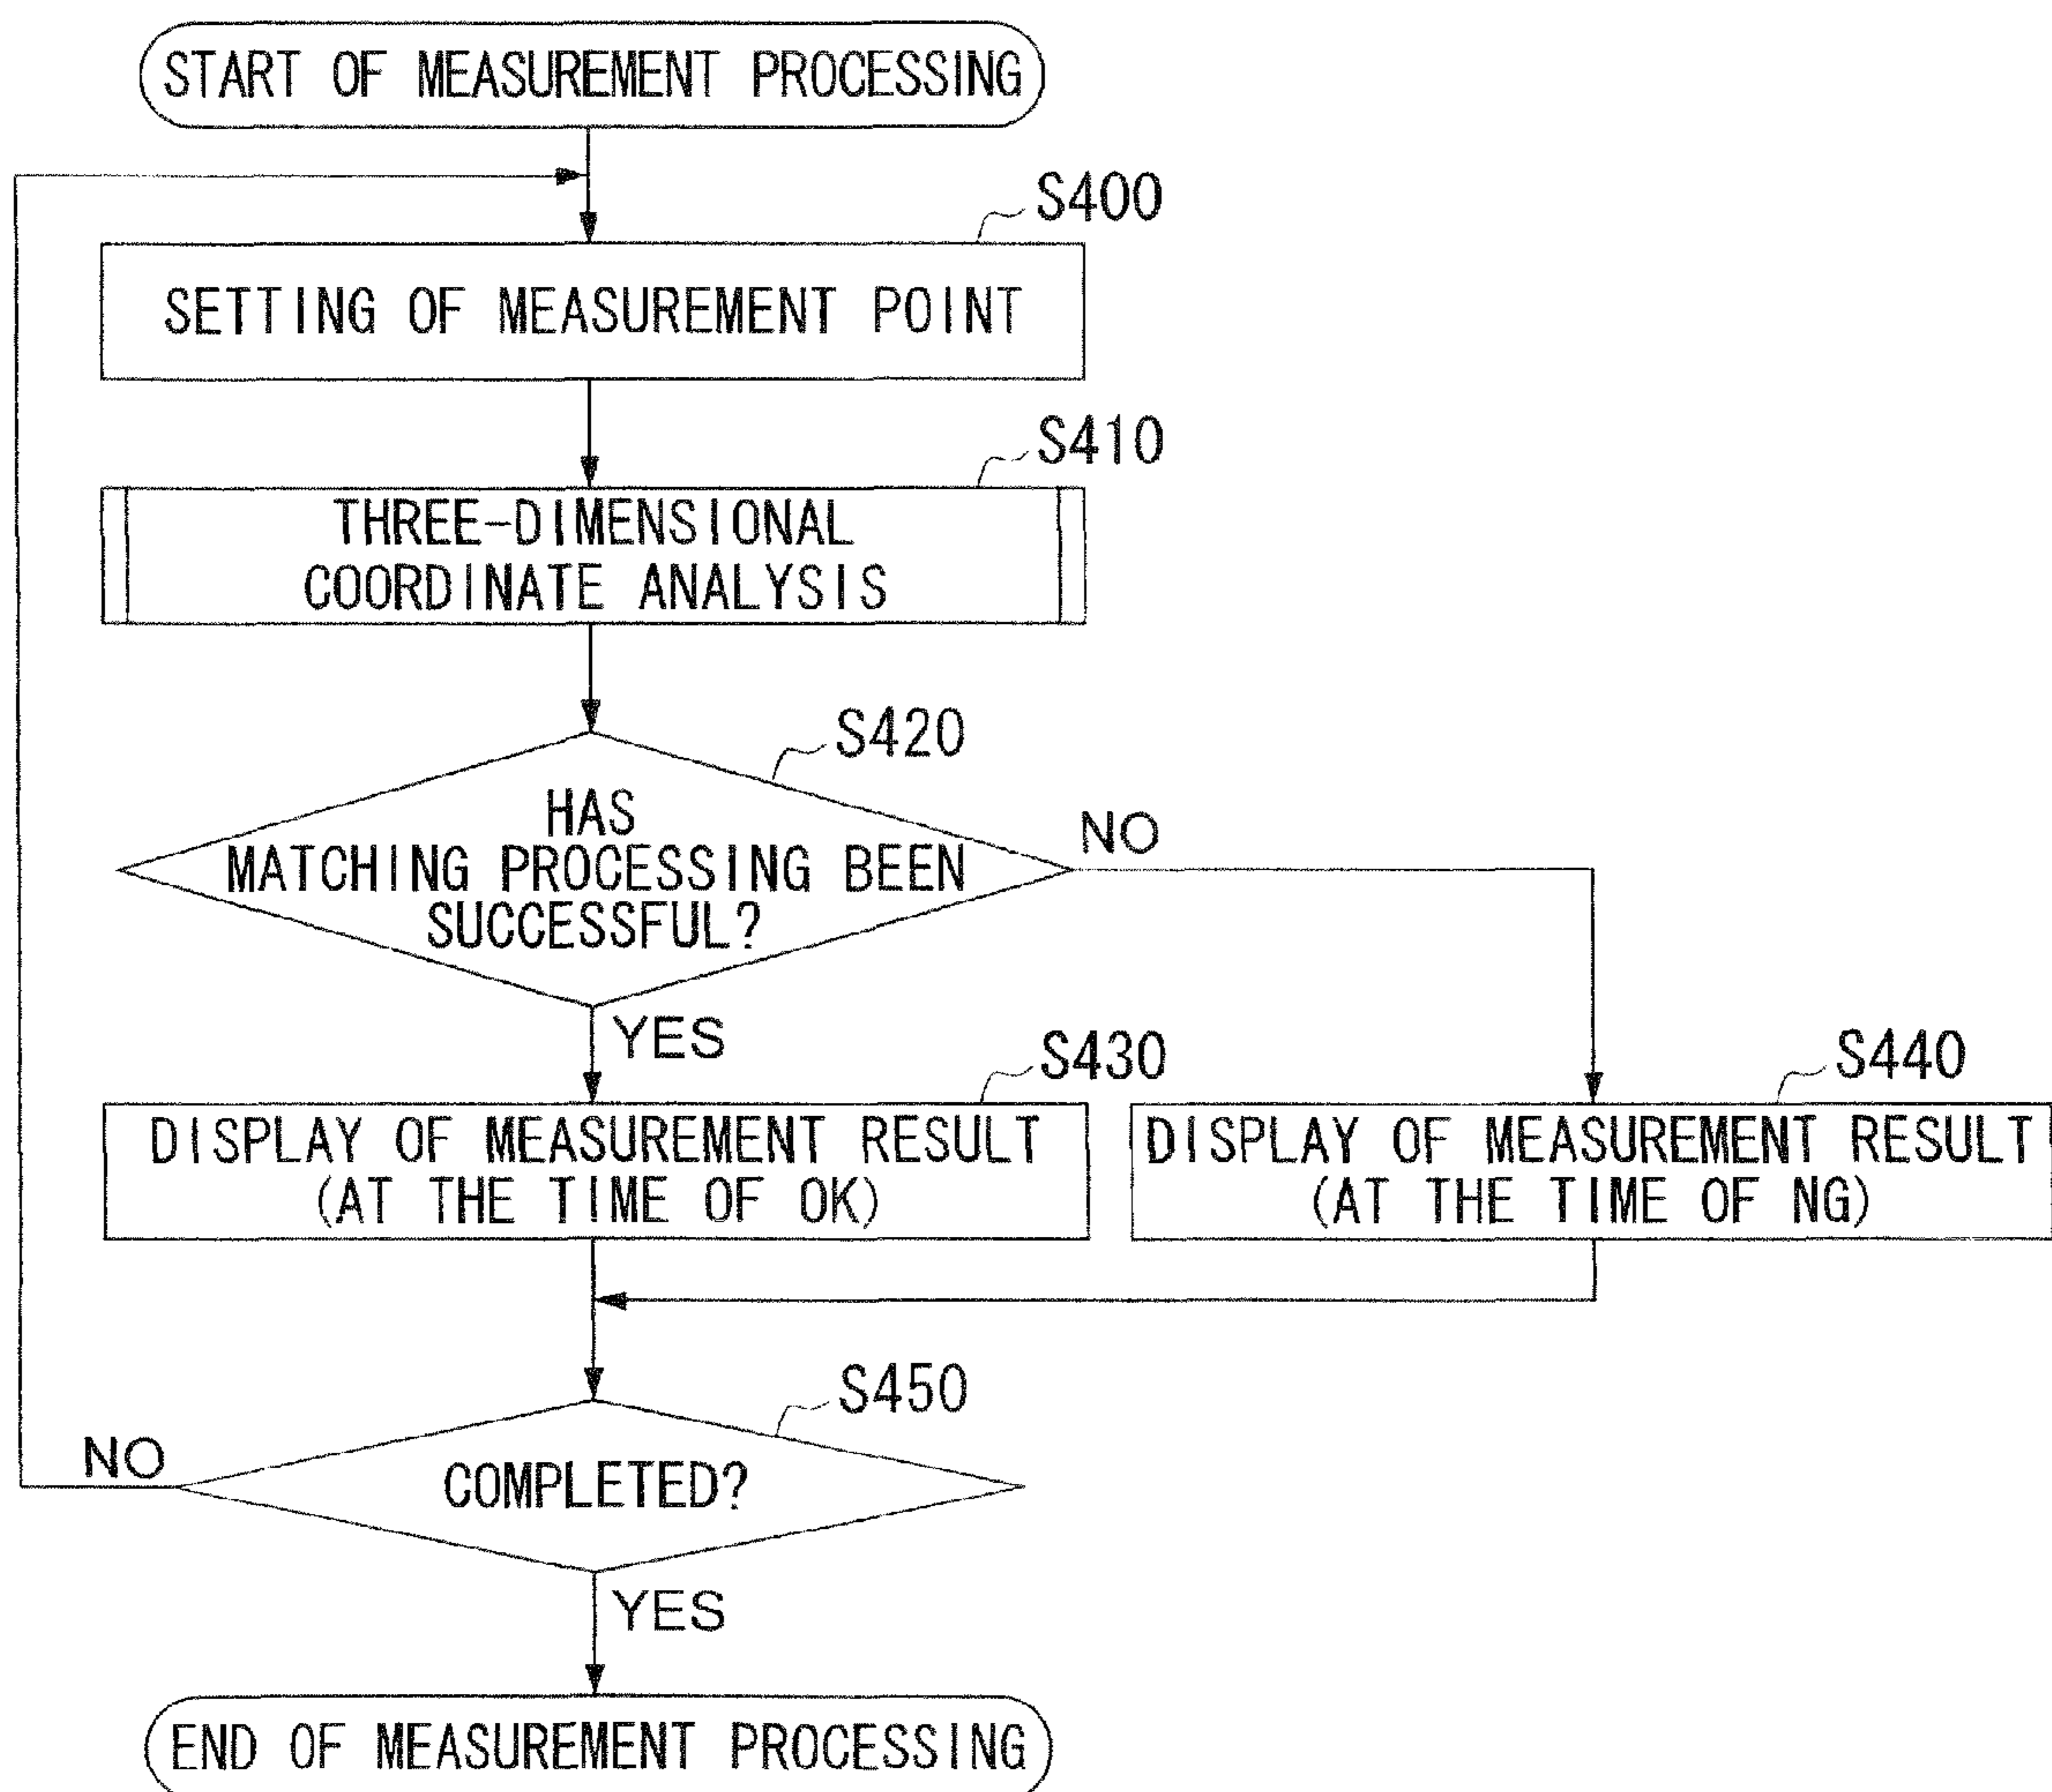 START OF MEASUREMENT PROCESSING
S400
SETTING OF MEASUREMENT POINT
S410
THREE-DIMENSIONAL
COORDINATE ANALYSIS
S420
HAS
MATCHING PROCESSING BEEN
SUCCESSFUL?
NO
YES
S430
DISPLAY OF MEASUREMENT RESULT
(AT THE TIME OF OK)
S440
DISPLAY OF MEASUREMENT RESULT
(AT THE TIME OF NG)
S450
NO
COMPLETED?
YES
END OF MEASUREMENT PROCESSING